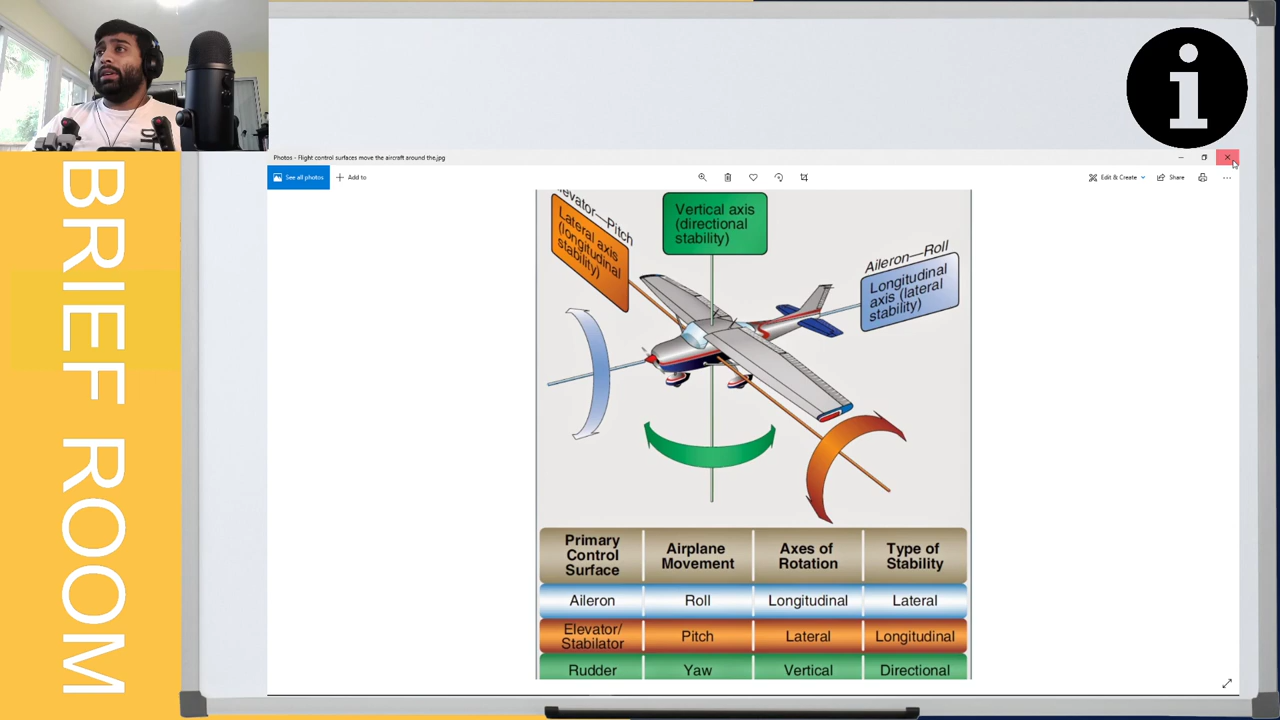 BRIEF ROOM
i
Photos - Flight control surfaces move the aircraft around the.jpg
See all photos
Add to
Edit & Create
Share
Elevator—Pitch
Lateral axis
(longitudinal
stability)
Vertical axis
(directional
stability)
Aileron—Roll
Longitudinal
axis (lateral
stability)
Primary
Control
Surface
Airplane
Movement
Axes of
Rotation
Type of
Stability
Aileron
Roll
Longitudinal
Lateral
Elevator/
Stabilator
Pitch
Lateral
Longitudinal
Rudder
Yaw
Vertical
Directional